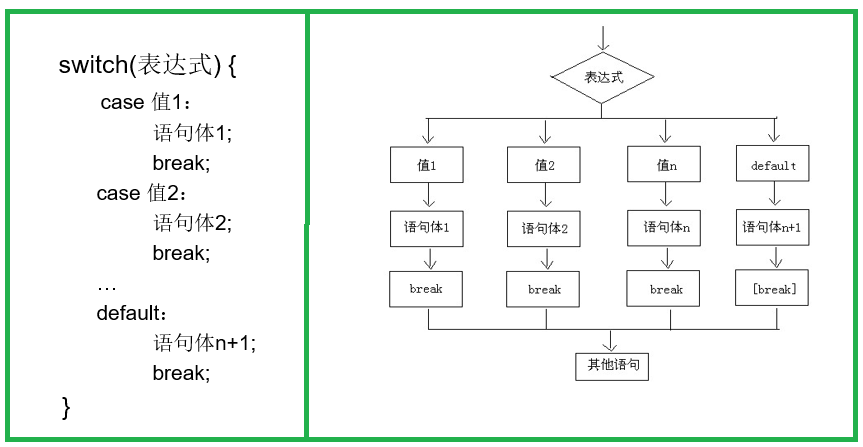 switch(表达式) {
case 值1：
语句体1;
break;
case 值2：
语句体2;
break;
…
default：
语句体n+1;
break;
}
表达式
值1 值2 值n default
语句体1 语句体2 语句体n 语句体n+1
break break break [break]
其他语句